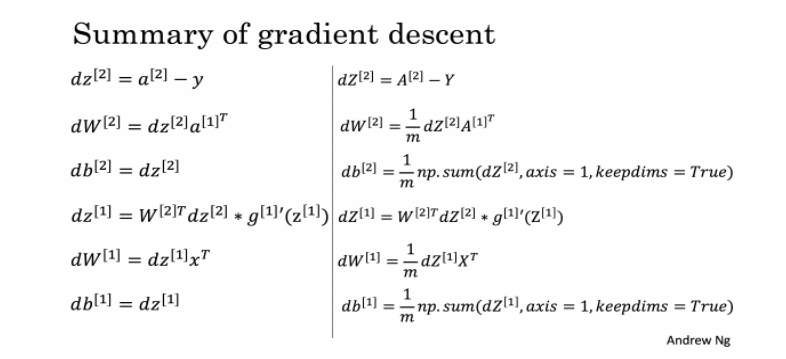 Summary of gradient descent
dz^{[2]} = a^{[2]} − y
dW^{[2]} = dz^{[2]}a^{[1]T}
db^{[2]} = dz^{[2]}
dz^{[1]} = W^{[2]T}dz^{[2]} * g^{[1]}′(z^{[1]})
dW^{[1]} = dz^{[1]}x^{T}
db^{[1]} = dz^{[1]}
dZ^{[2]} = A^{[2]} − Y
dW^{[2]} = \frac{1}{m}dZ^{[2]}A^{[1]T}
db^{[2]} = \frac{1}{m}np.sum(dZ^{[2]}, axis = 1, keepdims = True)
dZ^{[1]} = W^{[2]T}dZ^{[2]} * g^{[1]}′(Z^{[1]})
dW^{[1]} = \frac{1}{m}dZ^{[1]}X^{T}
db^{[1]} = \frac{1}{m}np.sum(dZ^{[1]}, axis = 1, keepdims = True)
Andrew Ng